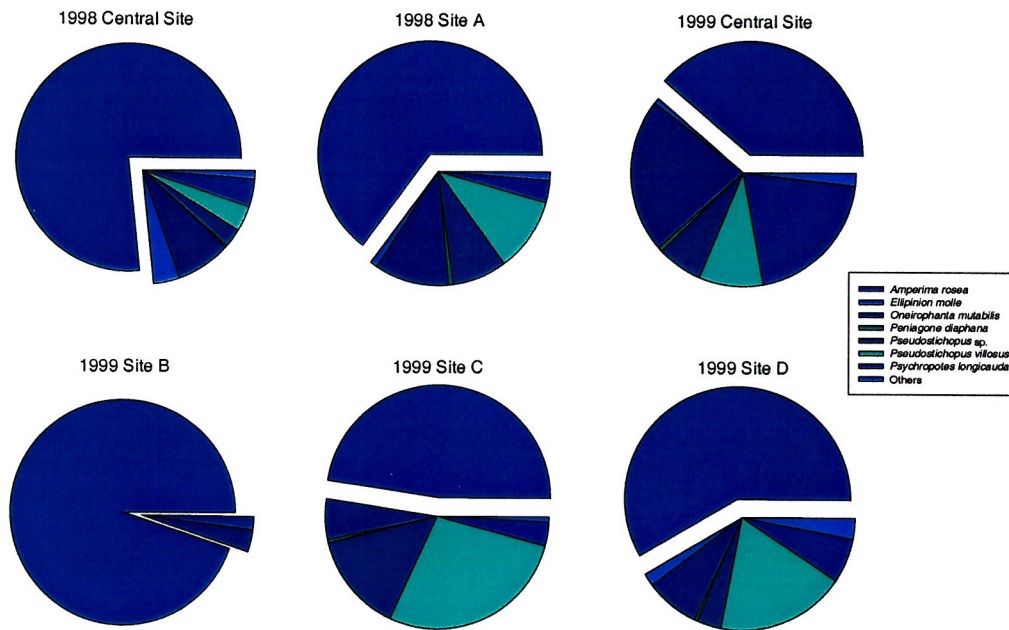 1998 Central Site
1998 Site A
1999 Central Site
Amperima rosea
Ellipinion molle
Oneirophanta mutabilis
Peniagone diaphana
Pseudostichopus sp.
Pseudostichopus villosus
Psychropotes longicauda
Others
1999 Site B
1999 Site C
1999 Site D